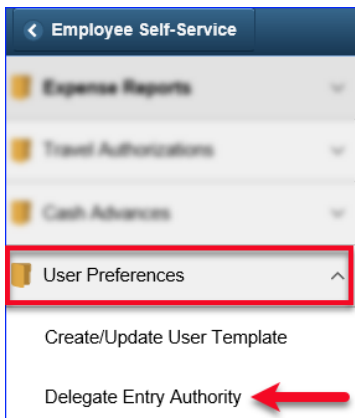 Employee Self-Service
Expense Reports
Travel Authorizations
Cash Advances
User Preferences
Create/Update User Template
Delegate Entry Authority